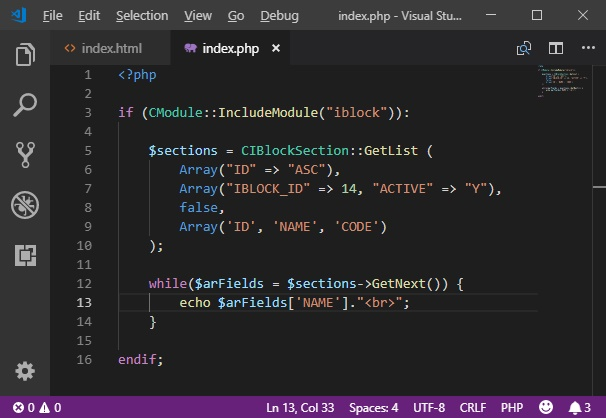 File Edit Selection View Go Debug index.php - Visual Stu...
index.html index.php
1 <?php
2
3 if (CModule::IncludeModule("iblock")):
4
5 $sections = CIBlockSection::GetList (
6 Array("ID" => "ASC"),
7 Array("IBLOCK_ID" => 14, "ACTIVE" => "Y"),
8 false,
9 Array('ID', 'NAME', 'CODE')
10 );
11
12 while($arFields = $sections->GetNext()) {
13 echo $arFields['NAME']."<br>";
14 }
15
16 endif;
0 0 Ln 13, Col 33 Spaces: 4 UTF-8 CRLF PHP 3